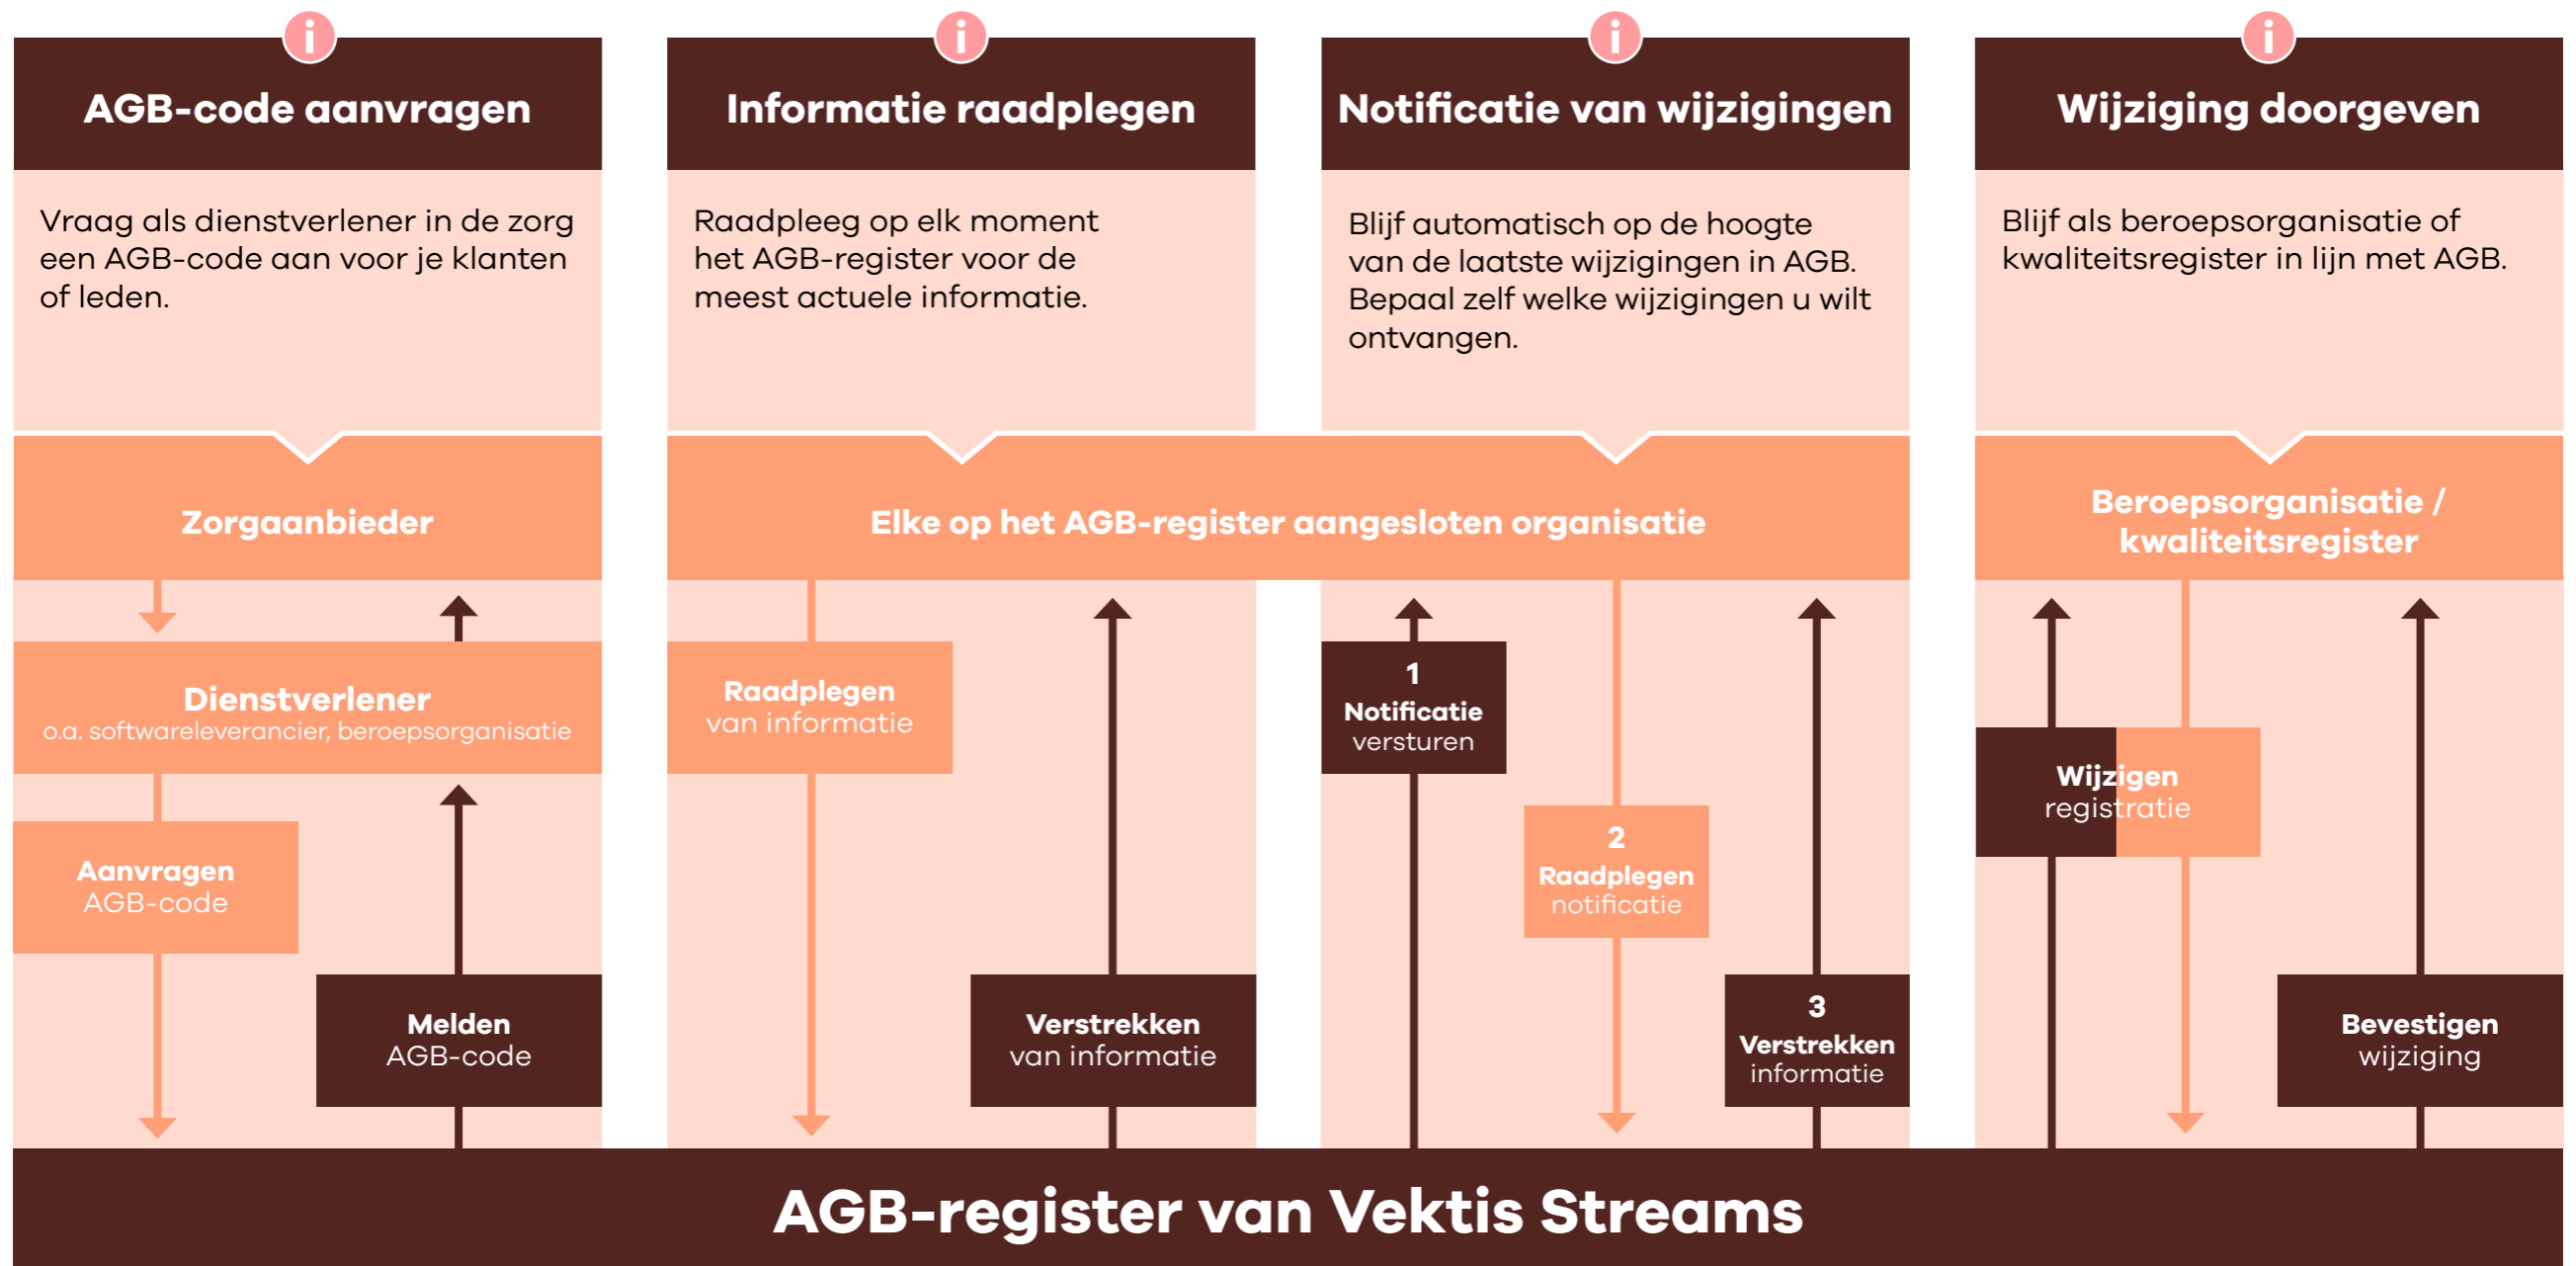 i
i
i
i
AGB-code aanvragen
Vraag als dienstverlener in de zorg
een AGB-code aan voor je klanten
of leden.
Informatie raadplegen
Raadpleeg op elk moment
het AGB-register voor de
meest actuele informatie.
Notificatie van wijzigingen
Blijf automatisch op de hoogte
van de laatste wijzigingen in AGB.
Bepaal zelf welke wijzigingen u wilt
ontvangen.
Wijziging doorgeven
Blijf als beroepsorganisatie of
kwaliteitsregister in lijn met AGB.
Zorgaanbieder
Elke op het AGB-register aangesloten organisatie
Beroepsorganisatie /
kwaliteitsregister
Dienstverlener
o.a. softwareleverancier, beroepsorganisatie
Aanvragen
AGB-code
Melden
AGB-code
Raadplegen
van informatie
Verstrekken
van informatie
1
Notificatie
versturen
2
Raadplegen
notificatie
3
Verstrekken
informatie
Wijzigen
registratie
Bevestigen
wijziging
AGB-register van Vektis Streams